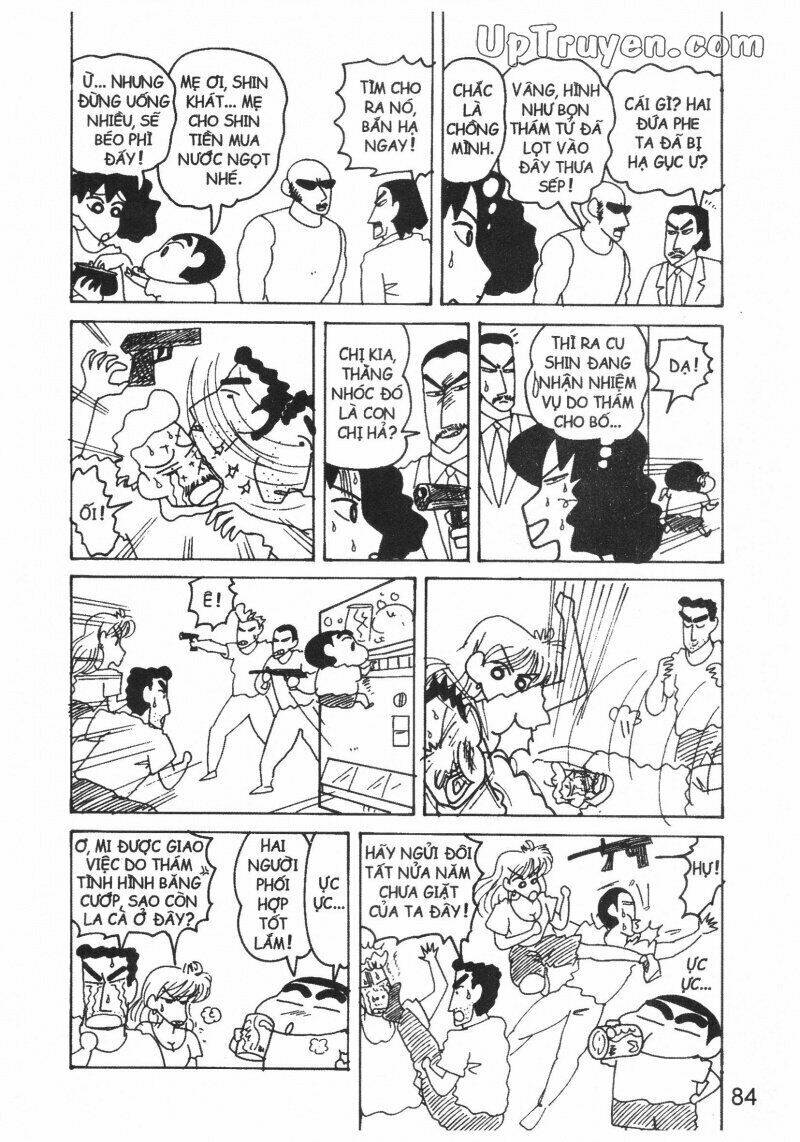 UpTruyen.com
CÁI GÌ? HAI
ĐỨA PHE
TA ĐÃ BỊ
HẠ GỤC Ư?
VÂNG, HÌNH
NHƯ BỌN
THÁM TỬ ĐÃ
LỌT VÀO
ĐÂY THƯA
SẾP!
CHẮC
LÀ
CHỒNG
MÌNH.
TÌM CHO
RA NÓ,
BẮN HẠ
NGAY!
MẸ ƠI, SHIN
KHÁT... MẸ
CHO SHIN
TIỀN MUA
NƯỚC NGỌT
NHÉ.
Ừ... NHƯNG
ĐỪNG UỐNG
NHIỀU, SẼ
BÉO PHÌ
ĐẤY!
DẠ!
THÌ RA CU
SHIN ĐANG
NHẬN NHIỆM
VỤ DO THÁM
CHO BỐ...
CHỊ KIA,
THẰNG
NHÓC ĐÓ
LÀ CON
CHỊ HẢ?
ỐI!
Ê!
HỰ!
HÃY NGỬI ĐÔI
TẤT NỬA NĂM
CHƯA GIẶT
CỦA TA ĐÂY!
ỰC
ỰC...
ỰC
ỰC...
HAI
NGƯỜI
PHỐI
HỢP
TỐT
LẮM!
Ơ, MI ĐƯỢC GIAO
VIỆC DO THÁM
TÌNH HÌNH BĂNG
CƯỚP, SAO CÒN
LA CÀ Ở ĐÂY?
84